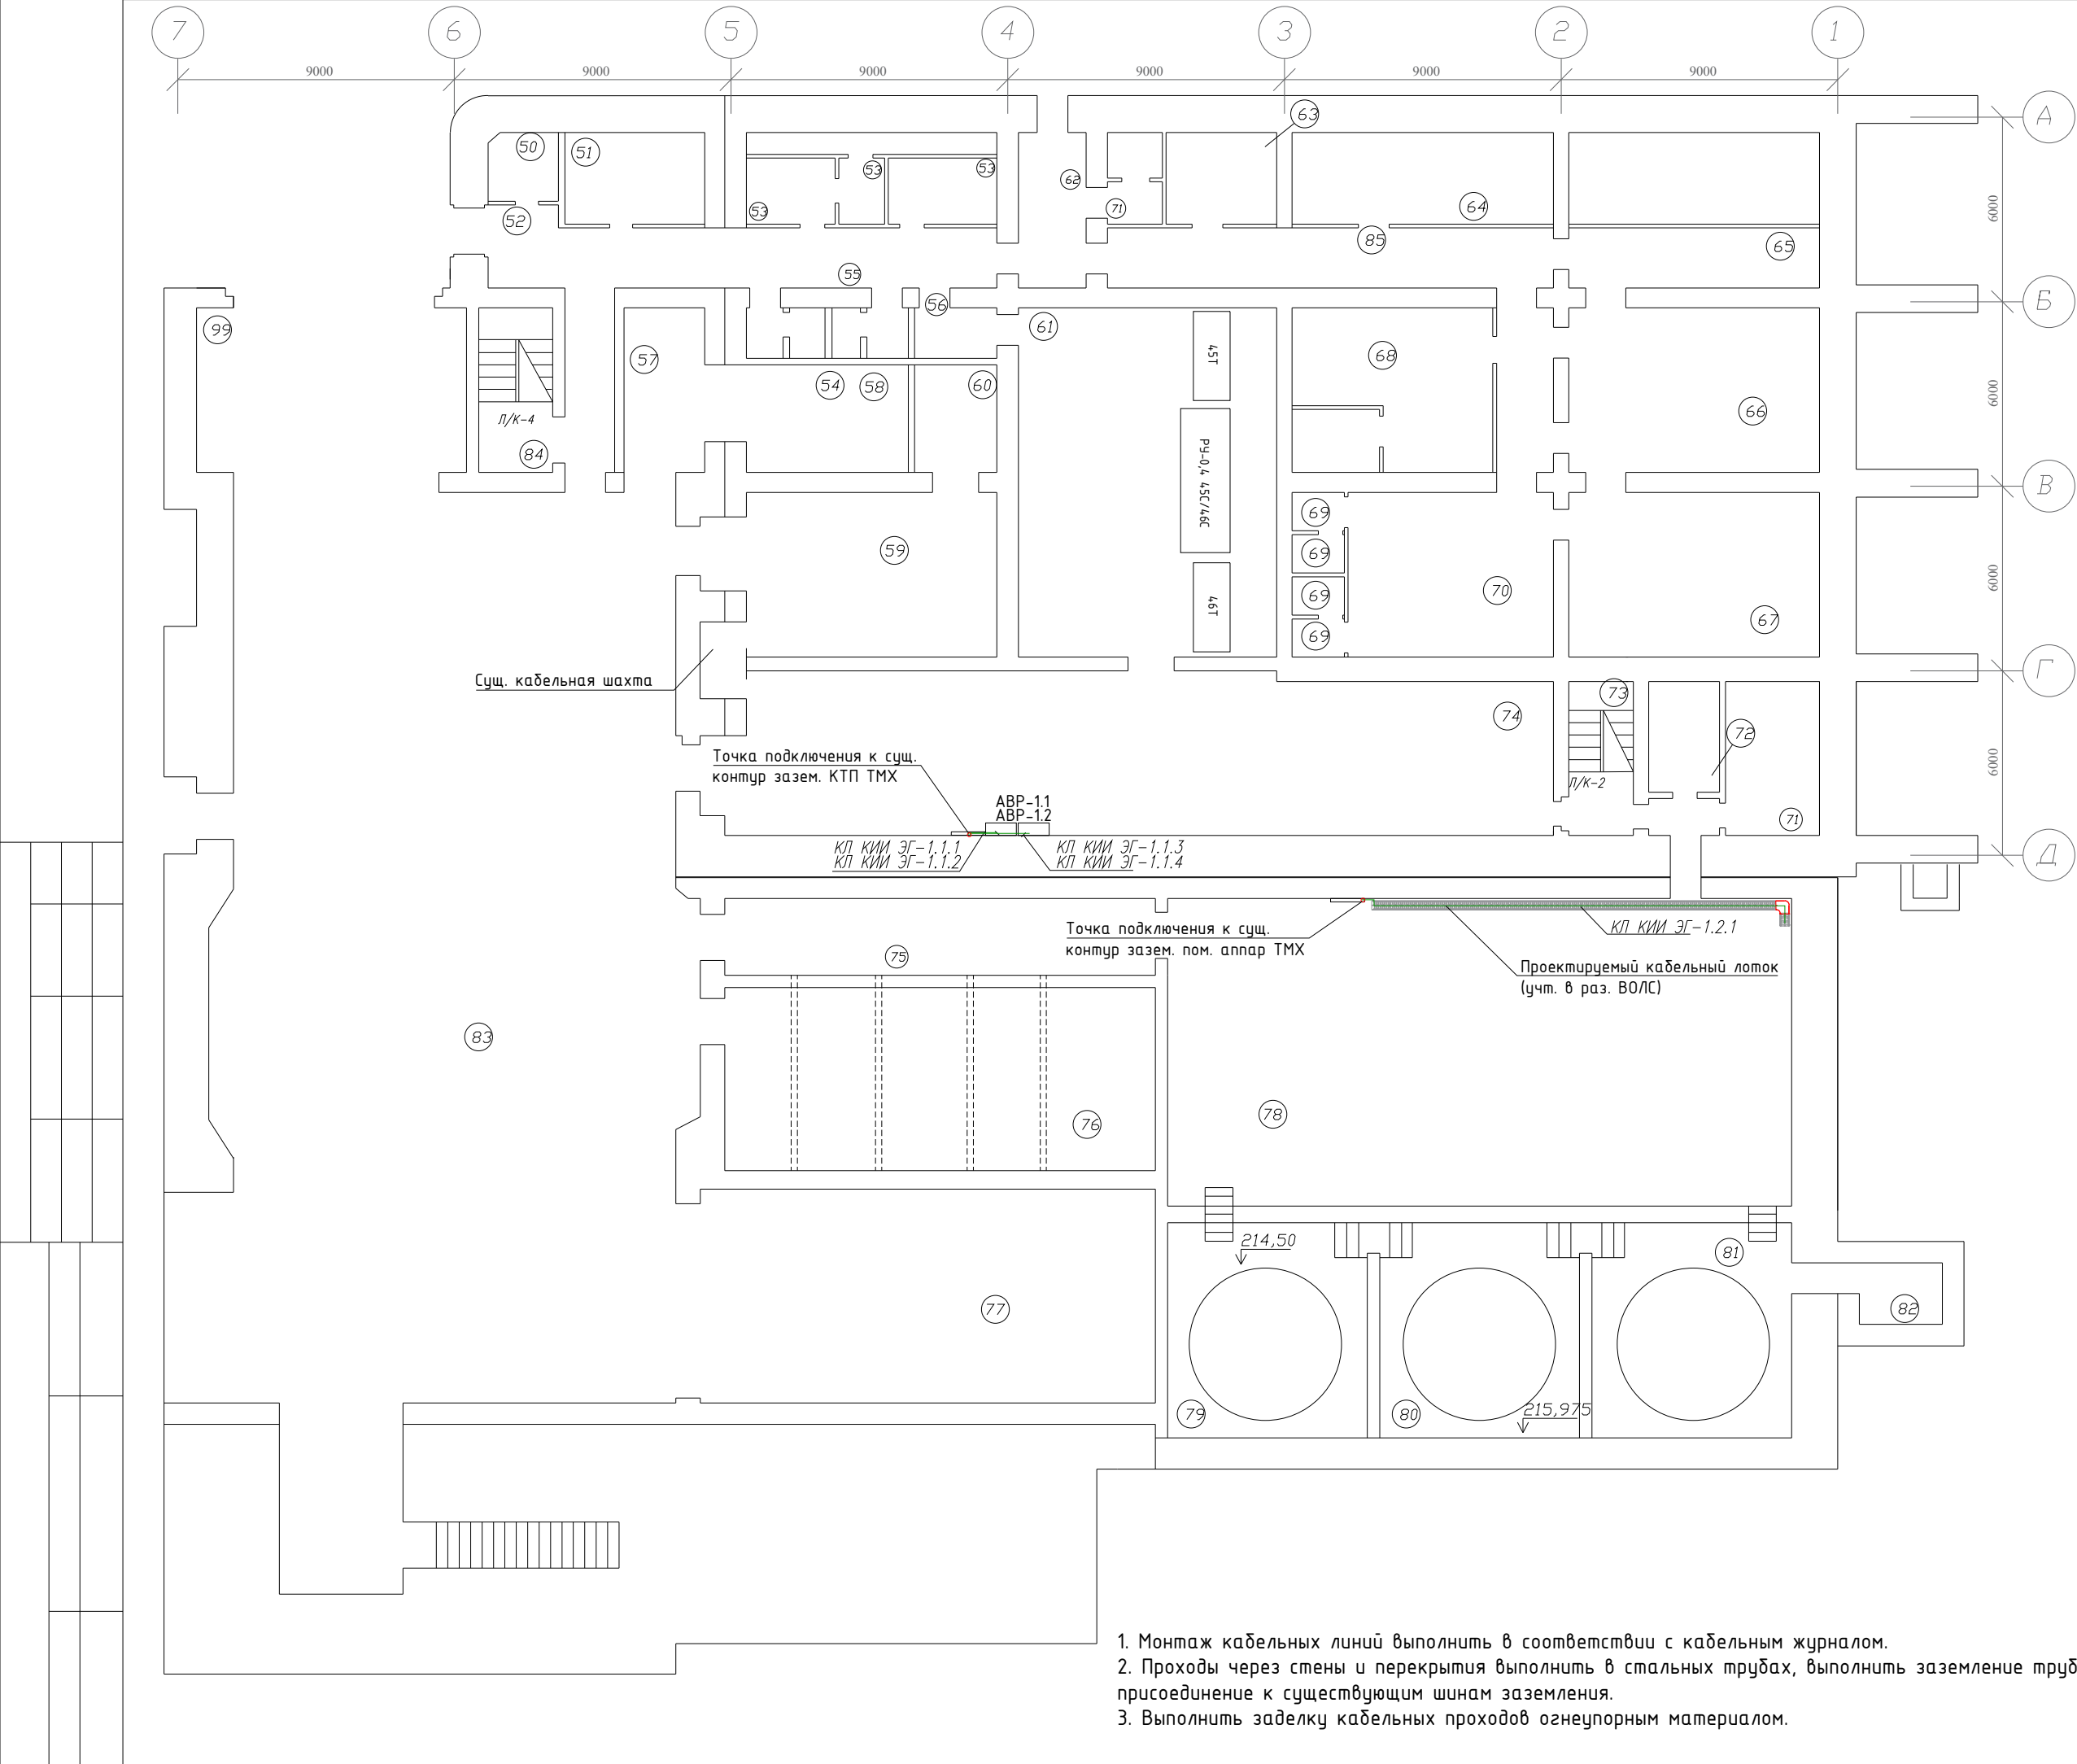 7 6 5 4 3 2 1
9000 9000 9000 9000 9000 9000
А
63
50 51
53 53
62
6000
52 53 71 64
85 65
55
56
Б
99 61
57 45Т 68
54 58 60
6000
66
Л/К-4
84
РУ-0,4 45С/46С
В
69
59 69
6000
70
69 46Т
67
69
Г
Сущ. кабельная шахта
73
74
72
Точка подключения к сущ.
контур зазем. КТП ТМХ
6000
Л/К-2
АВР-1.1
АВР-1.2
71
КЛ КИИ ЭГ-1.1.1
КЛ КИИ ЭГ-1.1.2
КЛ КИИ ЭГ-1.1.3
КЛ КИИ ЭГ-1.1.4
Д
Точка подключения к сущ.
контур зазем. пом. аппар ТМХ
КЛ КИИ ЭГ-1.2.1
75
Проектируемый кабельный лоток
(учт. в раз. ВОЛС)
83
78
76
214,50
81
77
82
79 80
215,975
1. Монтаж кабельных линий выполнить в соответствии с кабельным журналом.
2. Проходы через стены и перекрытия выполнить в стальных трубах, выполнить заземление труб
присоединение к существующим шинам заземления.
3. Выполнить заделку кабельных проходов огнеупорным материалом.